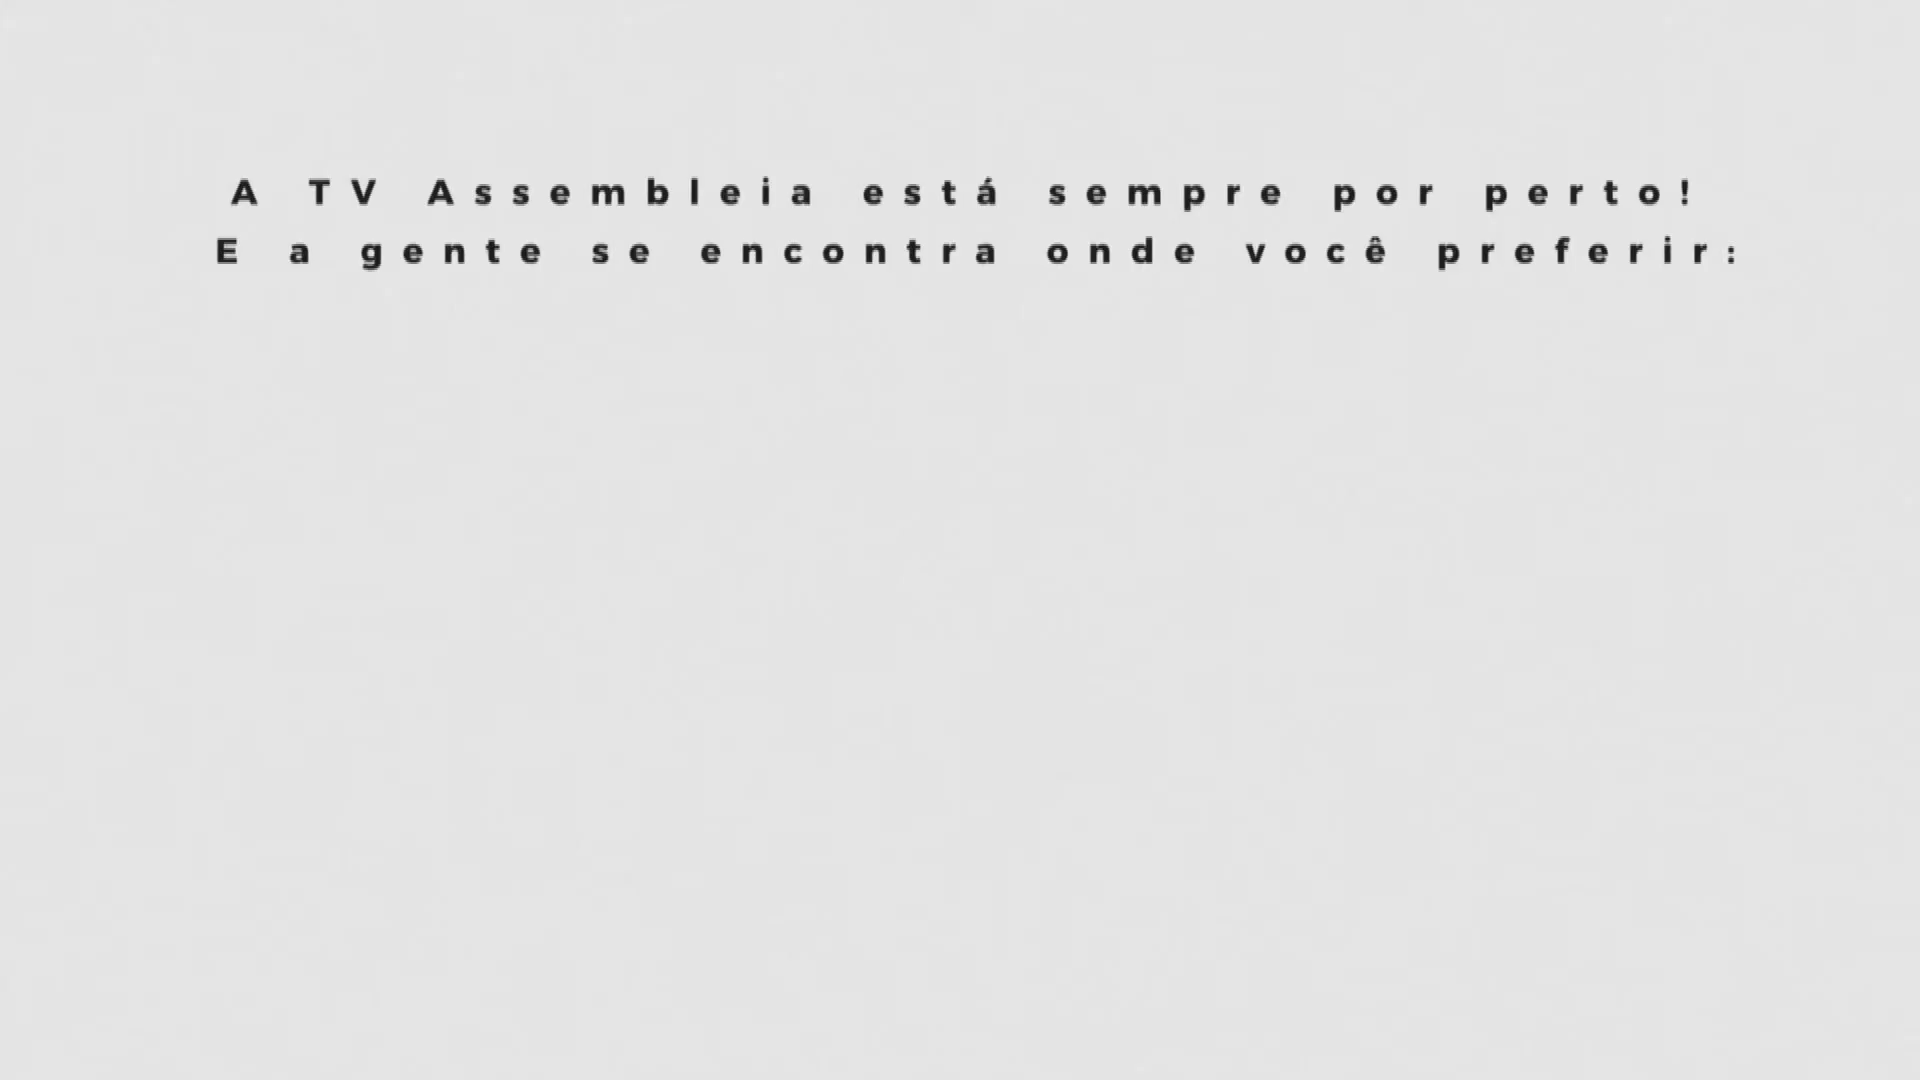 A TV Assembleia está sempre por perto!
E a gente se encontra onde você preferir: